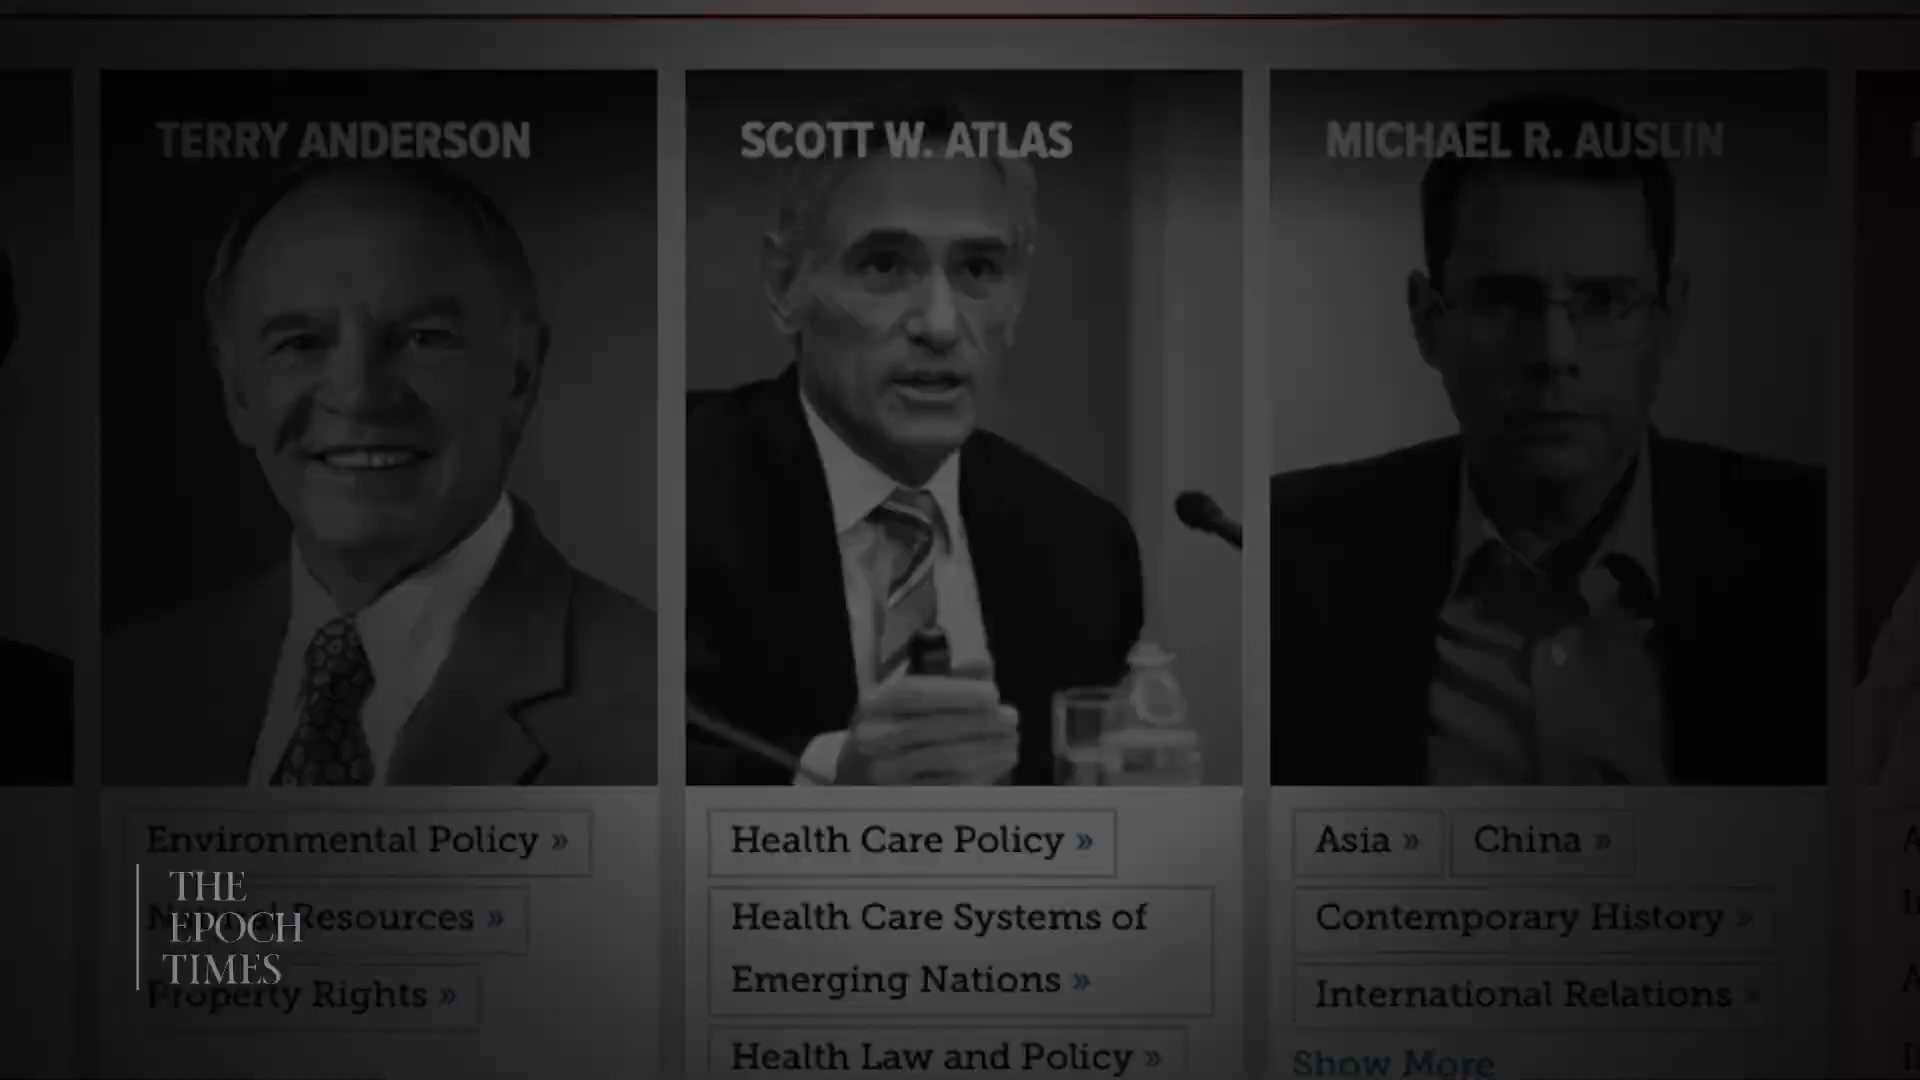 TERRY ANDERSON
SCOTT W. ATLAS
MICHAEL R. AUSLIN
Environmental Policy »
Resources »
Property Rights »
THE
EPOCH
TIMES
Health Care Policy »
Health Care Systems of
Emerging Nations »
Health Law and Policy »
Asia »
China »
Contemporary History »
International Relations »
Show More